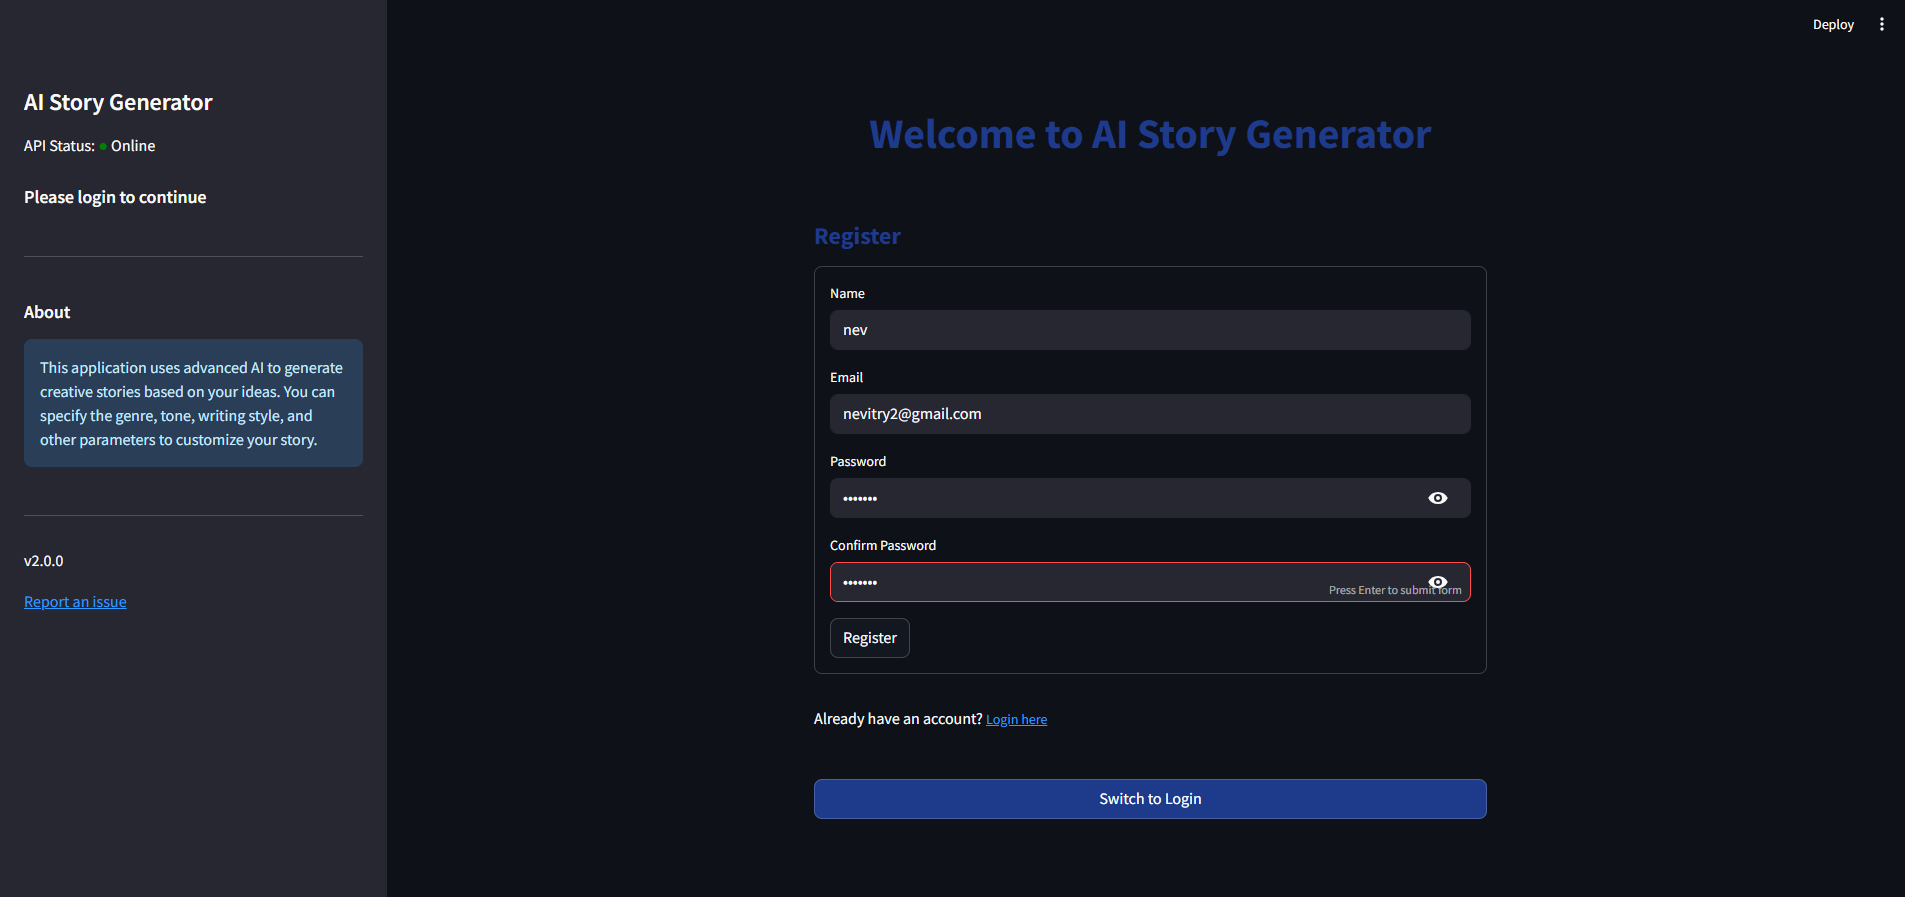 Deploy
AI Story Generator
API Status: Online
Please login to continue
About
This application uses advanced AI to generate
creative stories based on your ideas. You can
specify the genre, tone, writing style, and
other parameters to customize your story.
v2.0.0
Report an issue
Welcome to AI Story Generator
Register
Name
nev
Email
nevitry2@gmail.com
Password
•••••••
Confirm Password
•••••••
Press Enter to submit form
Register
Already have an account? Login here
Switch to Login